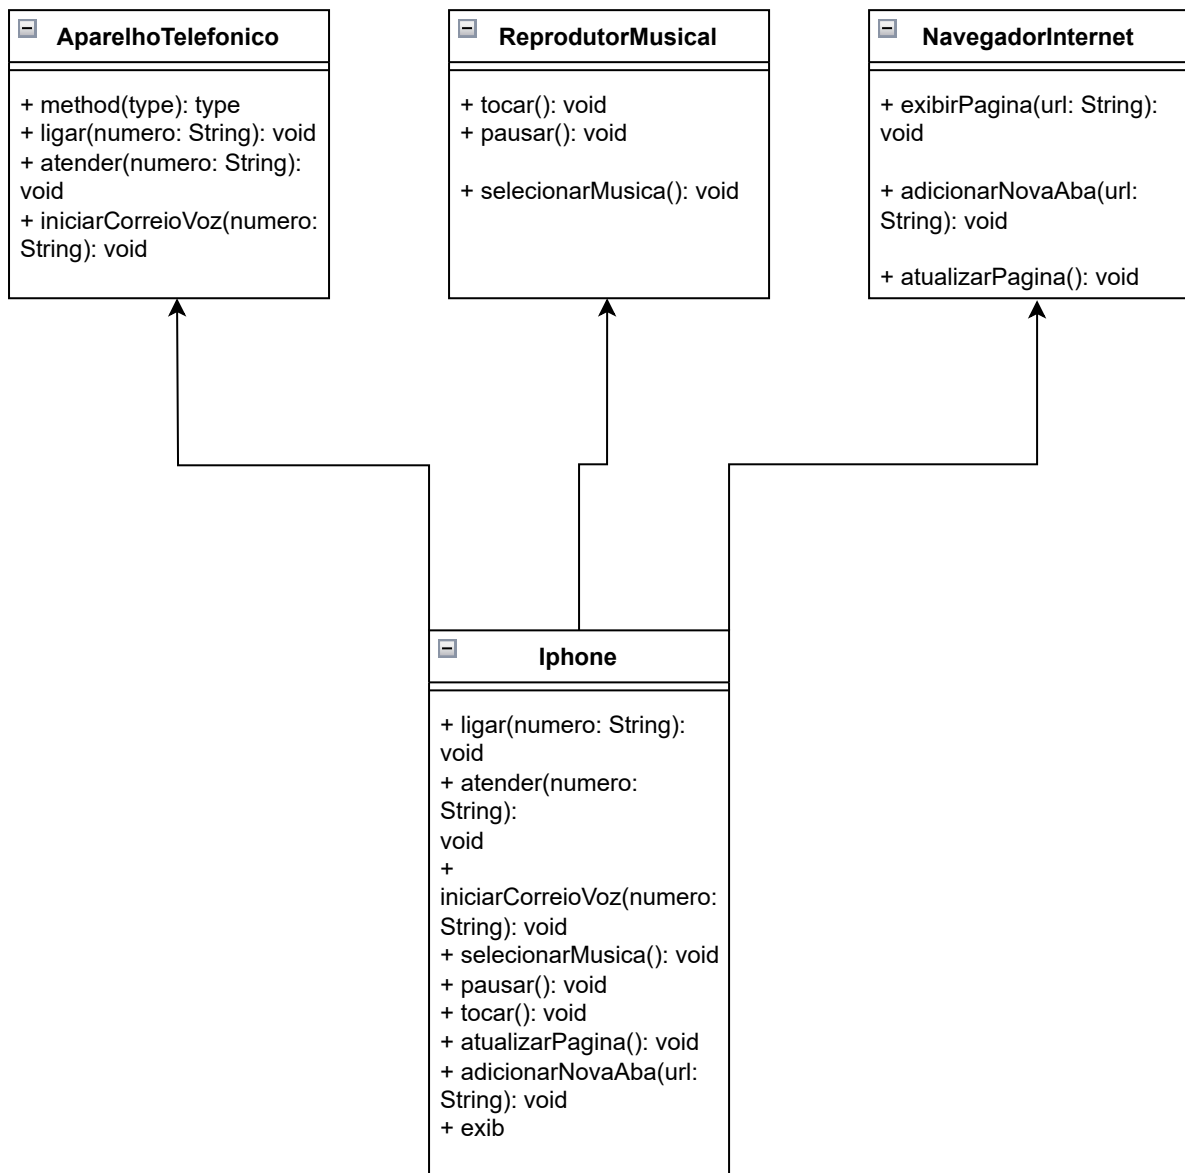 AparelhoTelefonico
+ method(type): type
+ ligar(numero: String): void
+ atender(numero: String):
void
+ iniciarCorreioVoz(numero:
String): void
ReprodutorMusical
+ tocar(): void
+ pausar(): void
+ selecionarMusica(): void
NavegadorInternet
+ exibirPagina(url: String):
void
+ adicionarNovaAba(url:
String): void
+ atualizarPagina(): void
Iphone
+ ligar(numero: String):
void
+ atender(numero:
String):
void
+
iniciarCorreioVoz(numero:
String): void
+ selecionarMusica(): void
+ pausar(): void
+ tocar(): void
+ atualizarPagina(): void
+ adicionarNovaAba(url:
String): void
+ exib